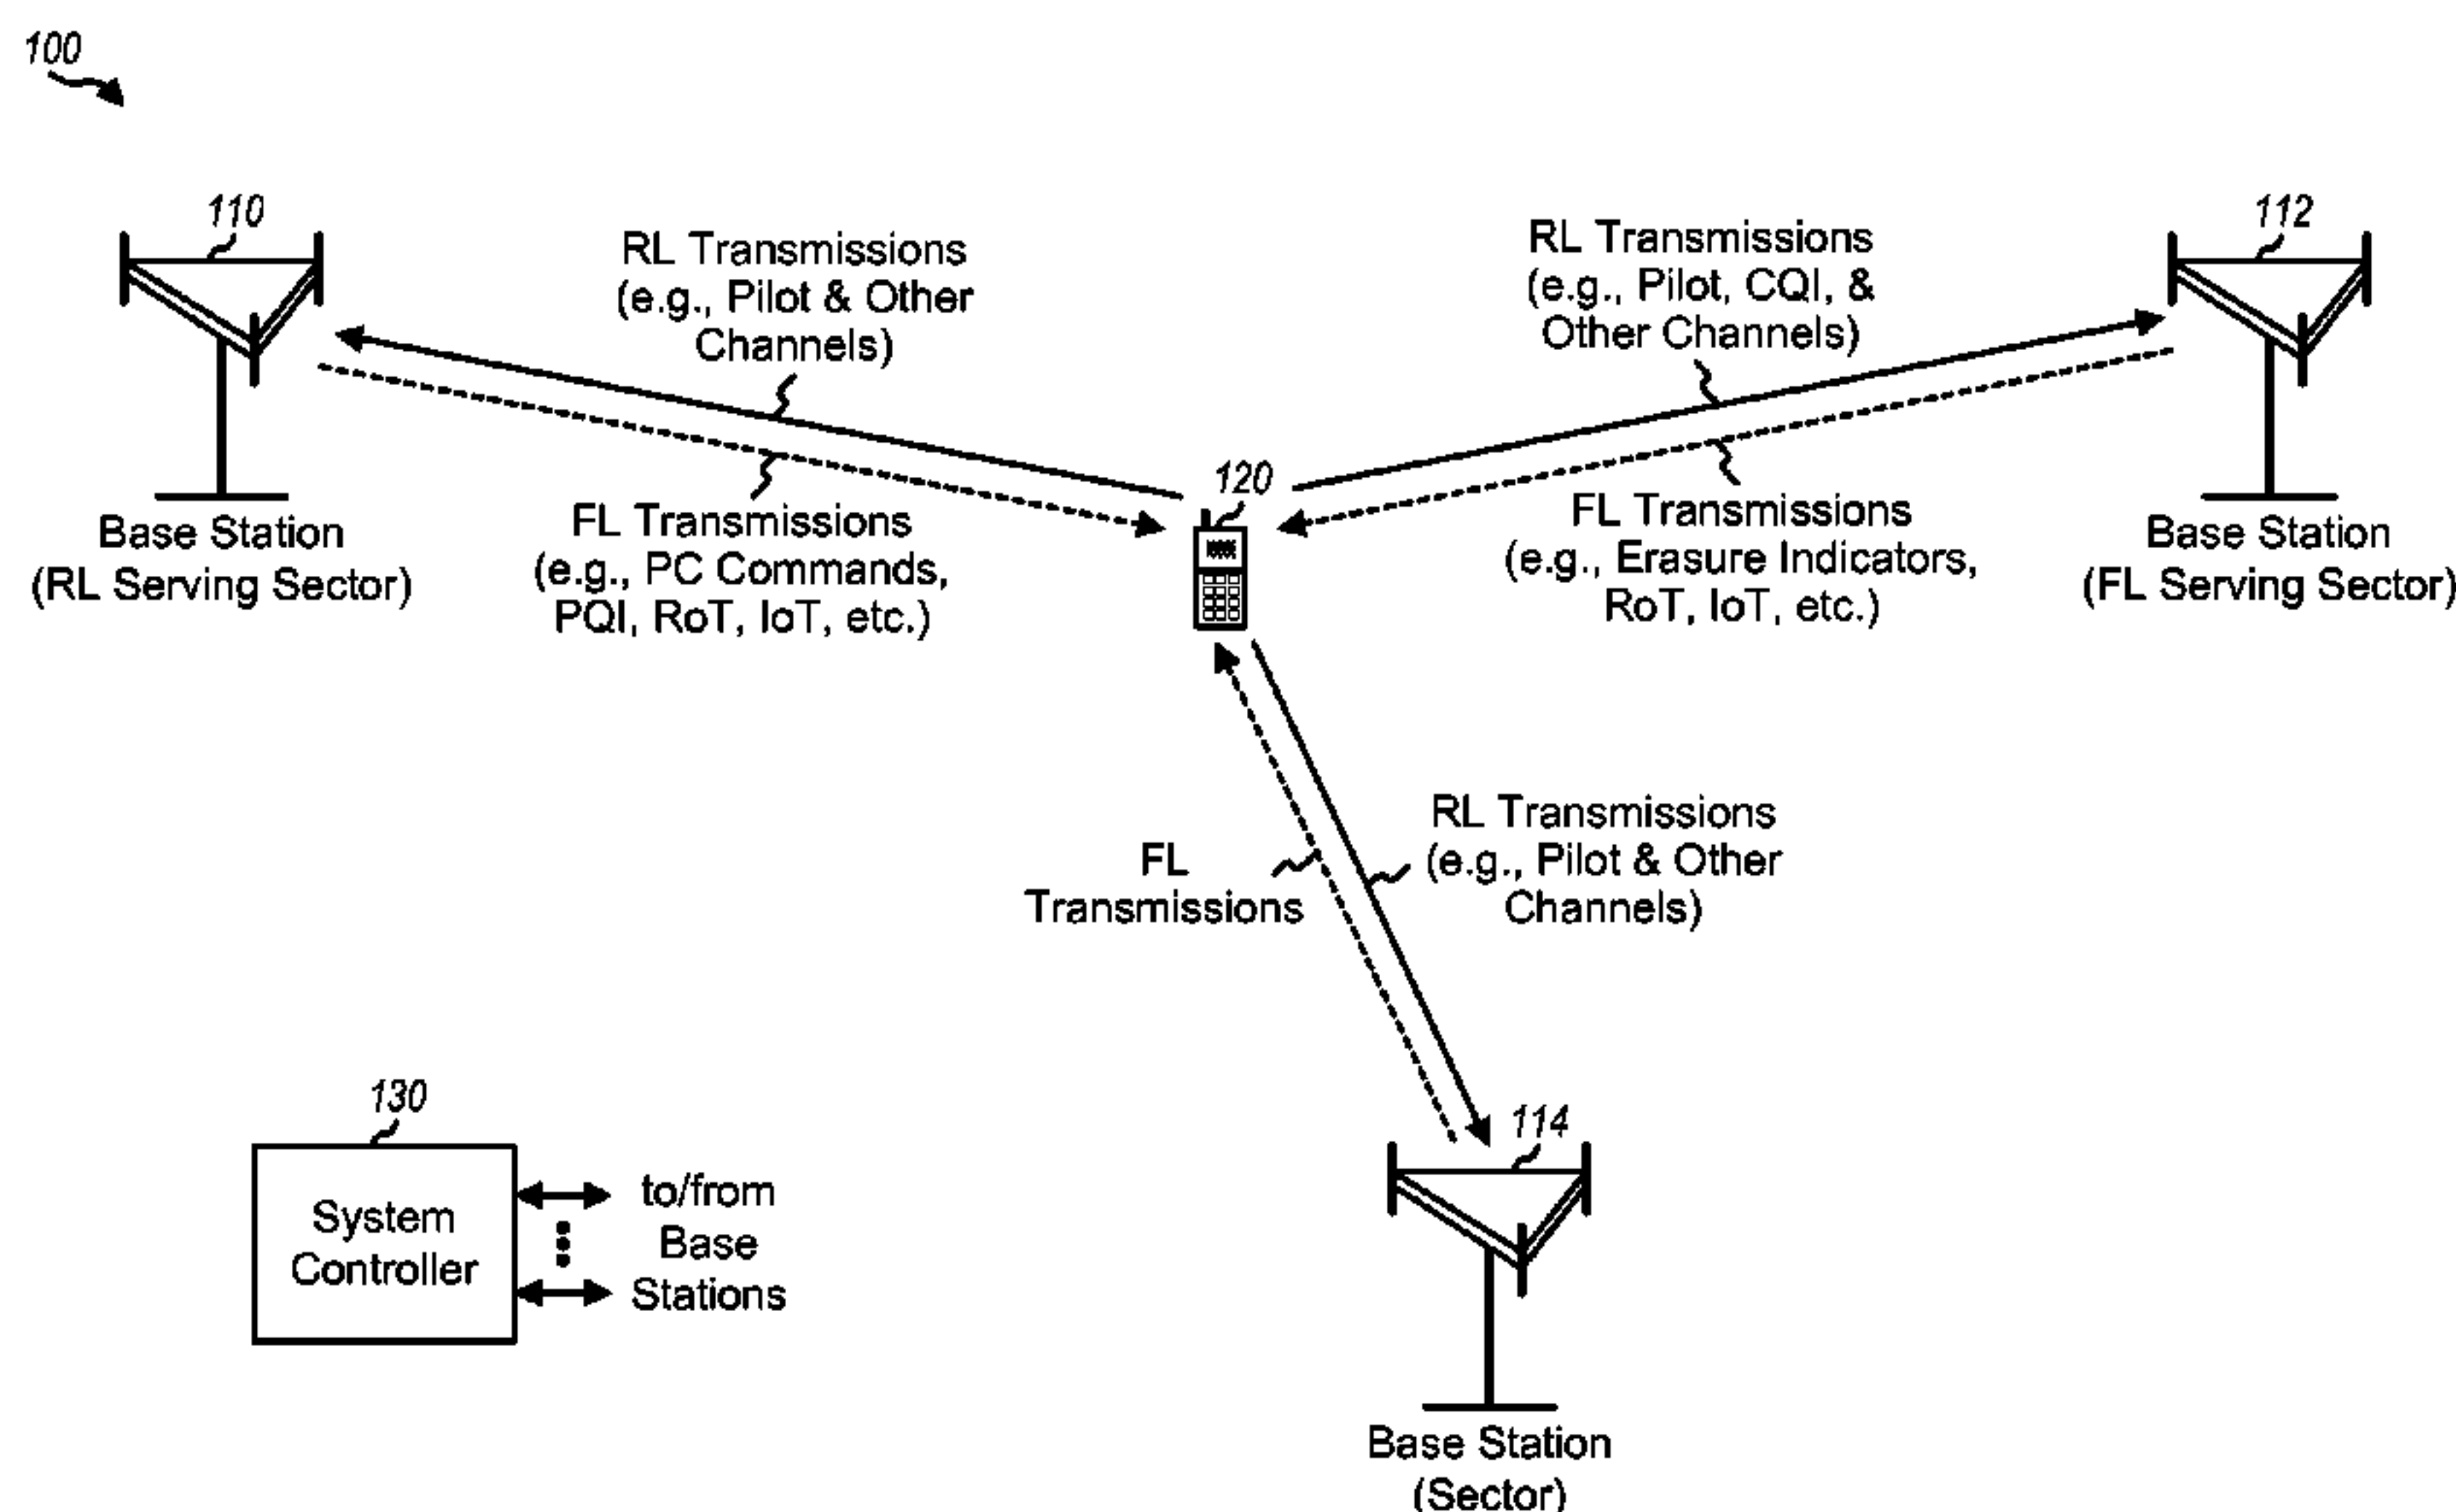 100
110
RL Transmissions
(e.g., Pilot & Other
Channels)
RL Transmissions
(e.g., Pilot, CQI, &
Other Channels)
112
Base Station
(RL Serving Sector)
FL Transmissions
(e.g., PC Commands,
PQI, RoT, IoT, etc.)
120
FL Transmissions
(e.g., Erasure Indicators,
RoT, IoT, etc.)
Base Station
(FL Serving Sector)
FL
Transmissions
RL Transmissions
(e.g., Pilot & Other
Channels)
130
System
Controller
to/from
Base
Stations
114
Base Station
(Sector)